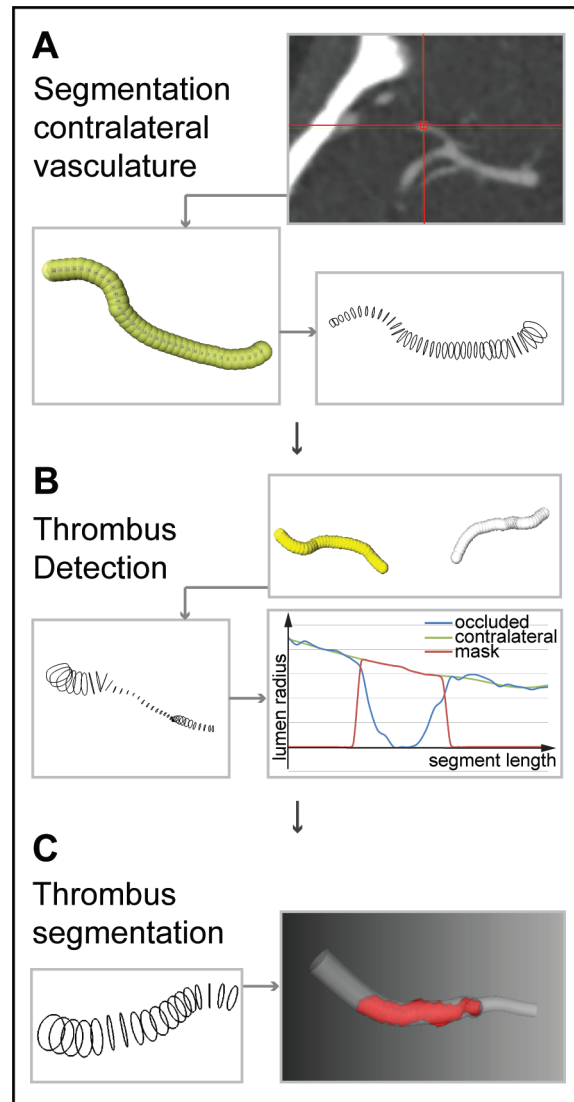 A
Segmentation
contralateral
vasculature
B
Thrombus
Detection
occluded
contralateral
mask
lumen radius
segment length
C
Thrombus
segmentation